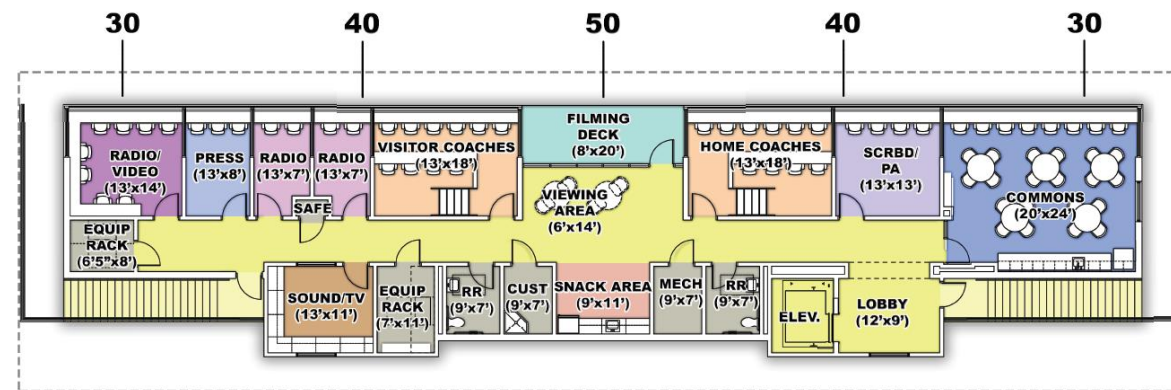 30
40
50
40
30
RADIO/
VIDEO
(13'x14')
PRESS
(13'x8')
RADIO
(13'x7')
RADIO
(13'x7')
VISITOR COACHES
(13'x18')
FILMING
DECK
(8'x20')
HOME COACHES
(13'x18')
SCRBD/
PA
(13'x13')
COMMONS
(20'x24')
SAFE
VIEWING
AREA
(6'x14')
EQUIP
RACK
(6'5"x8')
SOUND/TV
(13'x11')
EQUIP
RACK
(7'x11')
RR
(9'x7')
CUST
(9'x7')
SNACK AREA
(9'x11')
MECH
(9'x7')
RR
(9'x7')
ELEV.
LOBBY
(12'x9')